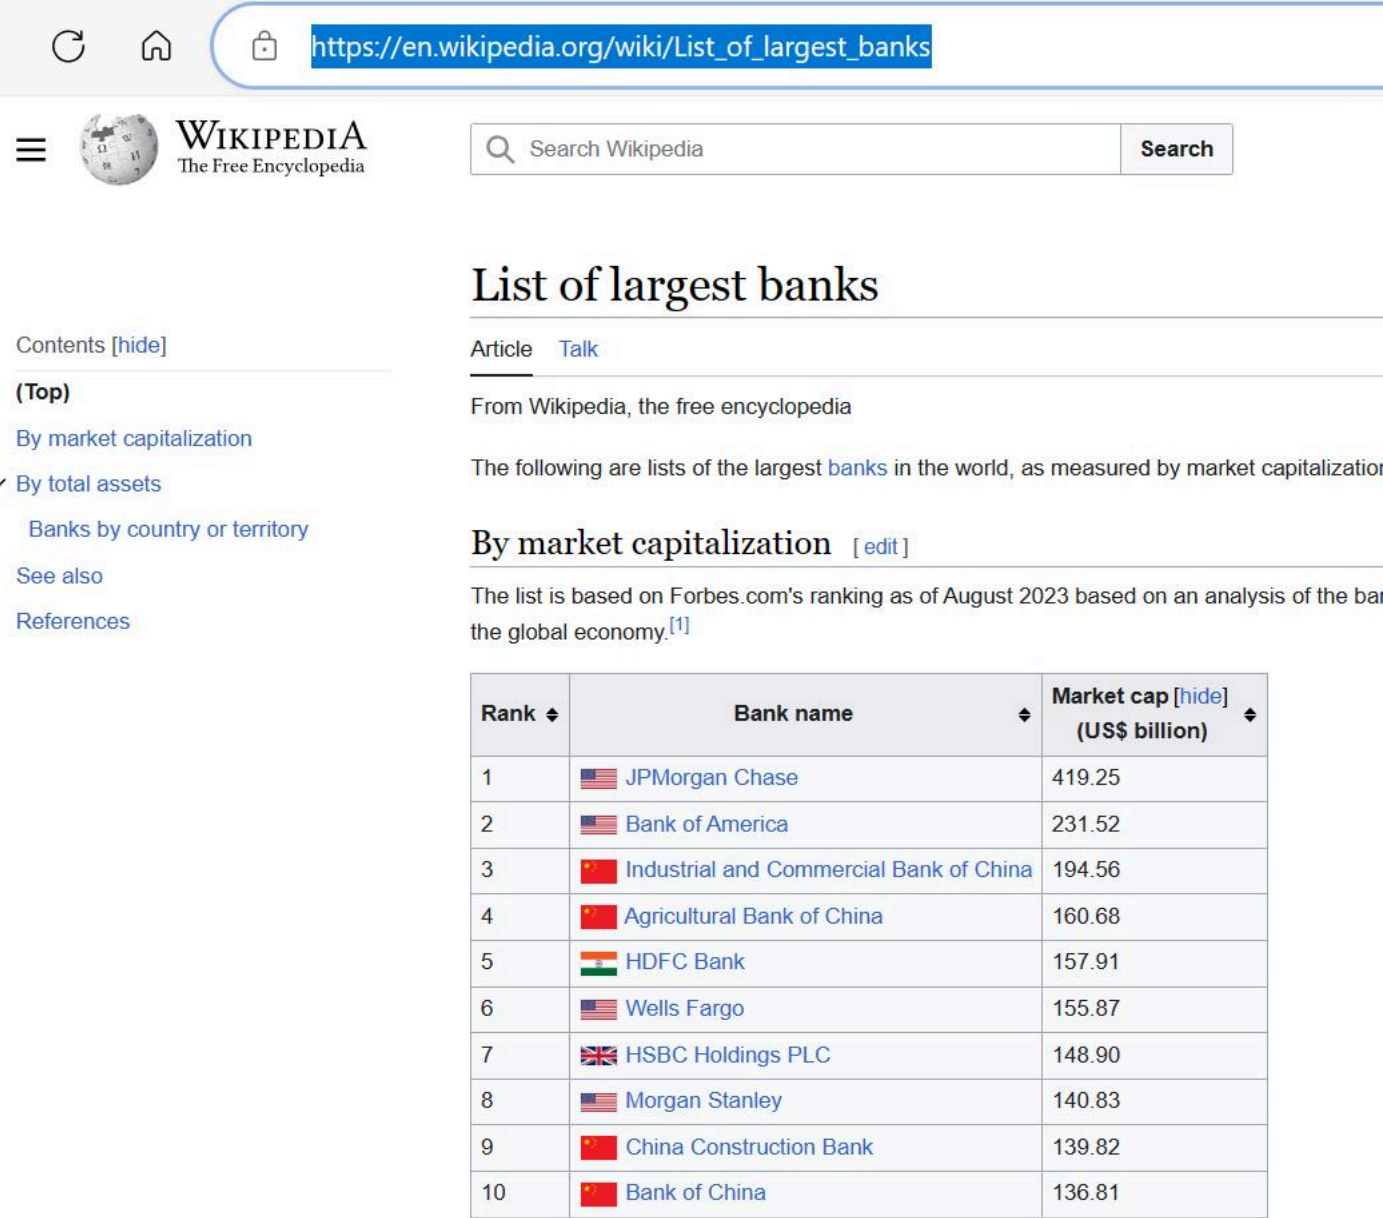 https://en.wikipedia.org/wiki/List_of_largest_banks
WIKIPEDIA
The Free Encyclopedia
Search Wikipedia
Search
List of largest banks
Contents [hide]
(Top)
By market capitalization
By total assets
Banks by country or territory
See also
References
Article Talk
From Wikipedia, the free encyclopedia
The following are lists of the largest banks in the world, as measured by market
By market capitalization [ edit ]
The list is based on Forbes.com's ranking as of August 2023 based on an analysis of the
the global economy.[1]
Rank Bank name Market cap [hide]
(US$ billion)
1 JPMorgan Chase 419.25
2 Bank of America 231.52
3 Industrial and Commercial Bank of China 194.56
4 Agricultural Bank of China 160.68
5 HDFC Bank 157.91
6 Wells Fargo 155.87
7 HSBC Holdings PLC 148.90
8 Morgan Stanley 140.83
9 China Construction Bank 139.82
10 Bank of China 136.81